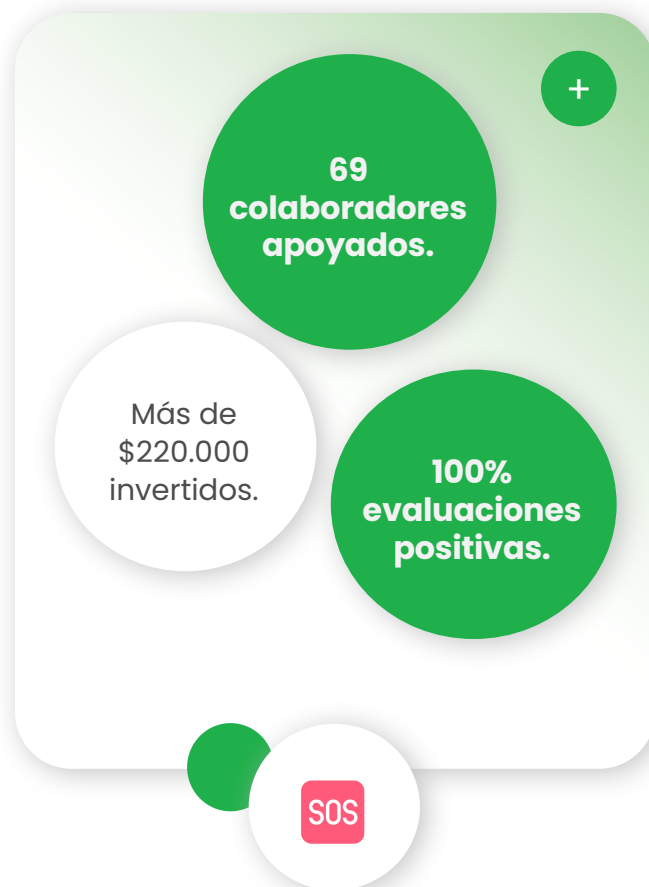 +
69
colaboradores
apoyados.
Más de
$220.000
invertidos.
100%
evaluaciones
positivas.
SOS